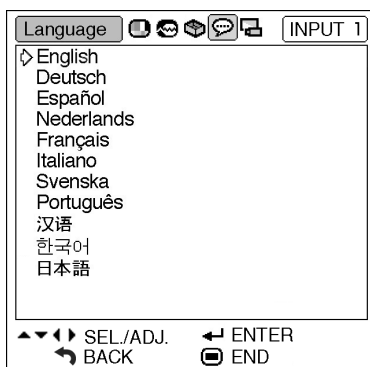 Language INPUT 1
English
Deutsch
Español
Nederlands
Français
Italiano
Svenska
Português
汉语
한국어
日本語
SEL./ADJ. ENTER
BACK END